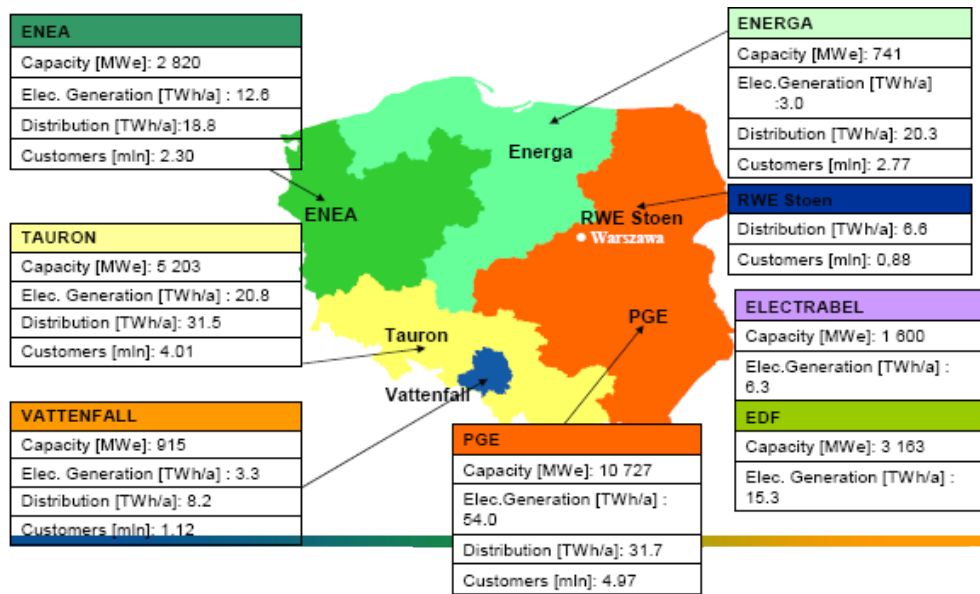 ENEA
Capacity [MWe]: 2 820
Elec. Generation [TWh/a] : 12.6
Distribution [TWh/a]:18.8
Customers [mln]: 2.30
ENERGA
Capacity [MWe]: 741
Elec.Generation [TWh/a]
:3.0
Distribution [TWh/a]: 20.3
Customers [mln]: 2.77
RWE Stoen
Distribution [TWh/a]: 6.6
Customers [mln]: 0,88
TAURON
Capacity [MWe]: 5 203
Elec. Generation [TWh/a]: 20.8
Distribution [TWh/a]: 31.5
Customers [mln]: 4.01
Energa
ENEA
RWE Stoen
Warszawa
PGE
Tauron
Vattenfall
ELECTRABEL
Capacity [MWe]: 1 600
Elec.Generation [TWh/a] :
6.3
EDF
Capacity [MWe]: 3 163
Elec. Generation [TWh/a] :
15.3
VATTENFALL
Capacity [MWe]: 915
Elec. Generation [TWh/a] : 3.3
Distribution [TWh/a]: 8.2
Customers [mln]: 1.12
PGE
Capacity [MWe]: 10 727
Elec.Generation [TWh/a] :
54.0
Distribution [TWh/a]: 31.7
Customers [mln]: 4.97